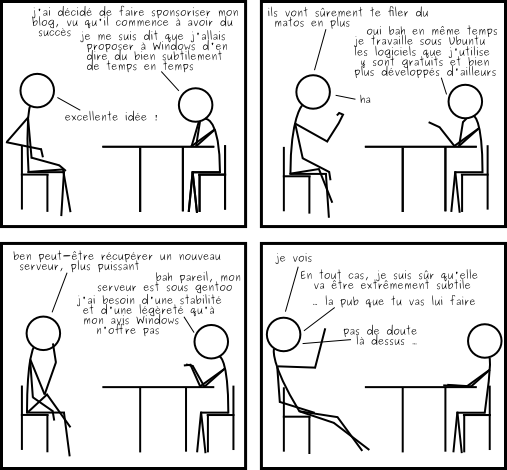 j'ai décidé de faire sponsoriser mon
blog, vu qu'il commence à avoir du
succès
je me suis dit que j'allais
proposer à Windows d'en
dire du bien subtilement
de temps en temps
excellente idée !
ils vont sûrement te filer du
matos en plus
oui bah en même temps
je travaille sous Ubuntu
les logiciels que j'utilise
y sont gratuits et bien
plus développés d'ailleurs
ha
ben peut-être récupérer un nouveau
serveur, plus puissant
bah pareil, mon
serveur est sous gentoo
j'ai besoin d'une stabilité
et d'une légèreté qu'à
mon avis Windows
n'offre pas
je vois
En tout cas, je suis sûr qu'elle
va être extrêmement subtile
.. la pub que tu vas lui faire
pas de doute
là dessus ..